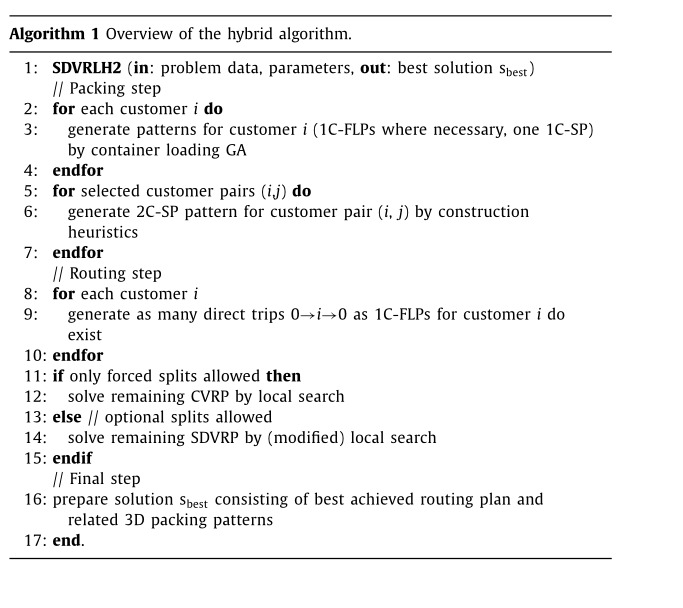 Algorithm 1 Overview of the hybrid algorithm.
1: SDVRLH2 (in: problem data, parameters, out: best solution s_best)
// Packing step
2: for each customer i do
3: generate patterns for customer i (1C-FLPs where necessary, one 1C-SP)
by container loading GA
4: endfor
5: for selected customer pairs (i,j) do
6: generate 2C-SP pattern for customer pair (i, j) by construction
heuristics
7: endfor
// Routing step
8: for each customer i
9: generate as many direct trips 0→i→0 as 1C-FLPs for customer i do
exist
10: endfor
11: if only forced splits allowed then
12: solve remaining CVRP by local search
13: else // optional splits allowed
14: solve remaining SDVRP by (modified) local search
15: endif
// Final step
16: prepare solution s_best consisting of best achieved routing plan and
related 3D packing patterns
17: end.